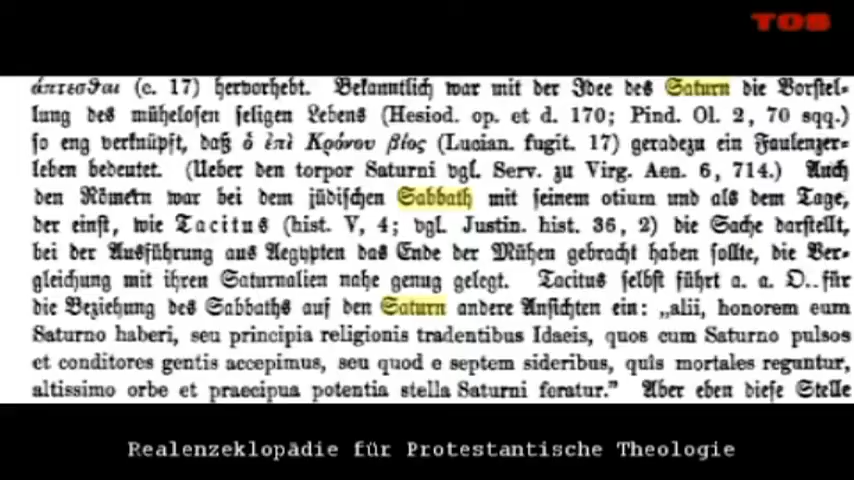 TOS
ἅπτεσθαι (c. 17) hervorhebt. Bekanntlich war mit der Idee des Saturn die Vorstel-
lung des mühelosen seligen Lebens (Hesiod. op. et d. 170; Pind. Ol. 2, 70 sqq.)
so eng verknüpft, daß ὁ ἐπὶ Κρόνου βίος (Lucian. fugit. 17) geradezu ein Faulenzer-
leben bedeutet. (Ueber den torpor Saturni vgl. Serv. zu Virg. Aen. 6, 714.) Auch
den Römern war bei dem jüdischen Sabbath mit seinem otium und als dem Tage,
der einst, wie Tacitus (hist. V, 4; vgl. Justin. hist. 36, 2) die Sache darstellt,
bei der Ausführung aus Aegypten das Ende der Mühen gebracht haben sollte, die Ver-
gleichung mit ihren Saturnalien nahe genug gelegt. Tacitus selbst führt a. a. O. für
die Beziehung des Sabbaths auf den Saturn andere Ansichten ein: „alii, honorem eum
Saturno haberi, seu principia religionis tradentibus Idaeis, quos cum Saturno pulsos
et conditores gentis accepimus, seu quod e septem sideribus, quis mortales reguntur,
altissimo orbe et praecipua potentia stella Saturni feratur.” Aber eben diese Stelle
Realenzeklopädie für Protestantische Theologie